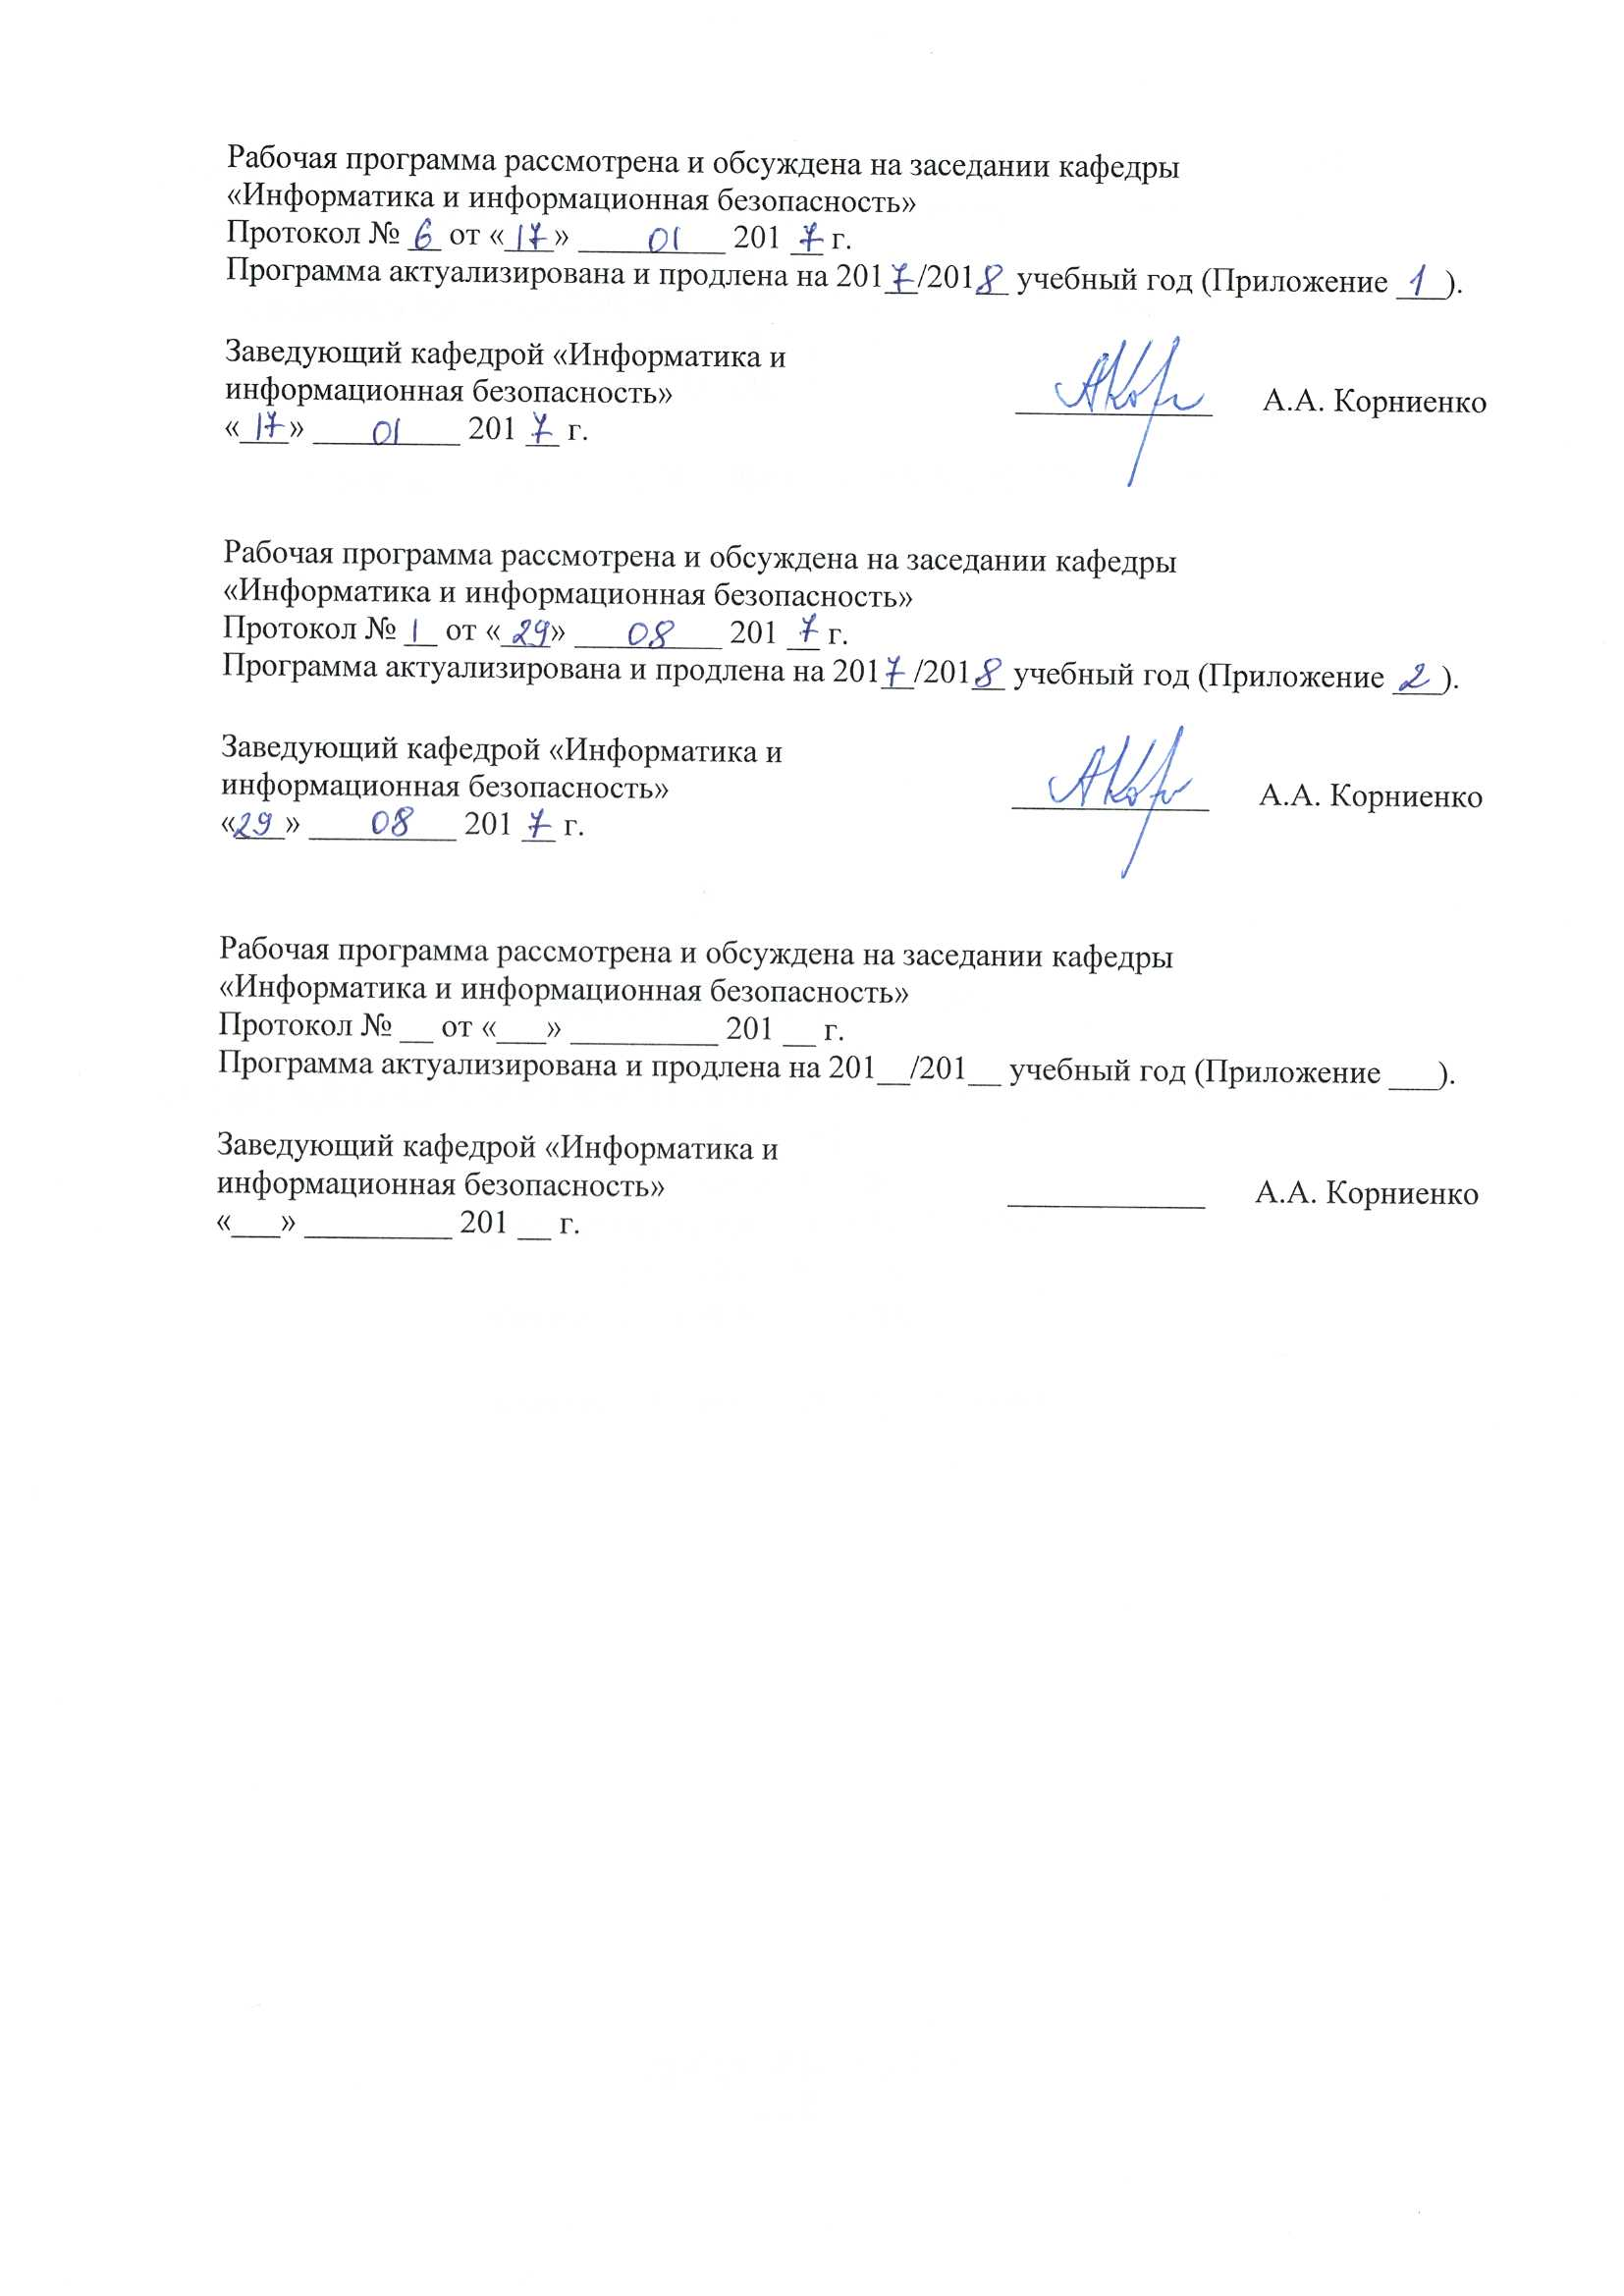 Рабочая программа рассмотрена и обсуждена на заседании кафедры
«Информатика и информационная безопасность»
Протокол № 6 от «17» 01 201 7 г.
Программа актуализирована и продлена на 2017/2018 учебный год (Приложение 1).
Заведующий кафедрой «Информатика и
информационная безопасность» А.А. Корниенко
«17» 01 201 7 г.
Рабочая программа рассмотрена и обсуждена на заседании кафедры
«Информатика и информационная безопасность»
Протокол № 1 от «29» 08 201 7 г.
Программа актуализирована и продлена на 2017/2018 учебный год (Приложение 2).
Заведующий кафедрой «Информатика и
информационная безопасность» А.А. Корниенко
«29» 08 201 7 г.
Рабочая программа рассмотрена и обсуждена на заседании кафедры
«Информатика и информационная безопасность»
Протокол № __ от «___» _________ 201 __ г.
Программа актуализирована и продлена на 201__/201__ учебный год (Приложение ___).
Заведующий кафедрой «Информатика и
информационная безопасность» ____________ А.А. Корниенко
«___» _________ 201 __ г.